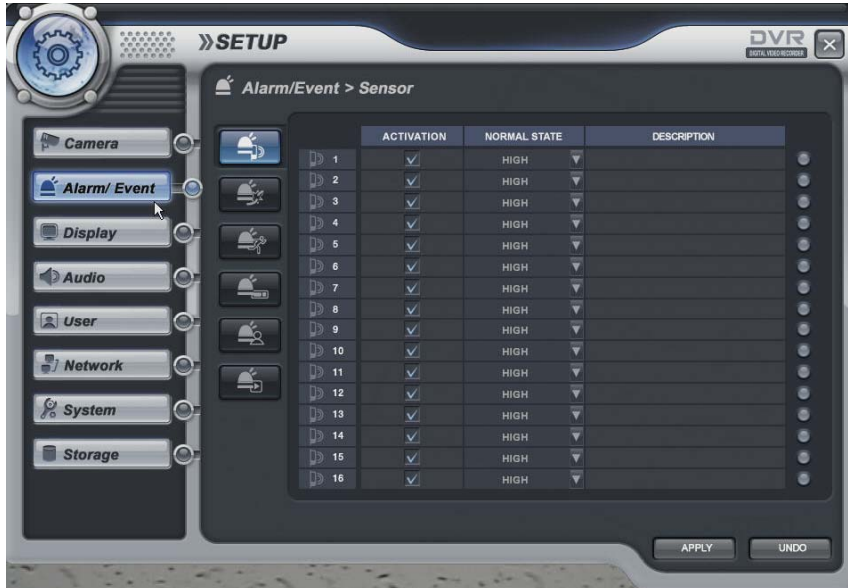 »SETUP
DVR
DIGITAL VIDEO RECORDER
Alarm/Event > Sensor
Camera
Alarm/ Event
Display
Audio
User
Network
System
Storage
ACTIVATION NORMAL STATE DESCRIPTION
1 HIGH
2 HIGH
3 HIGH
4 HIGH
5 HIGH
6 HIGH
7 HIGH
8 HIGH
9 HIGH
10 HIGH
11 HIGH
12 HIGH
13 HIGH
14 HIGH
15 HIGH
16 HIGH
APPLY UNDO